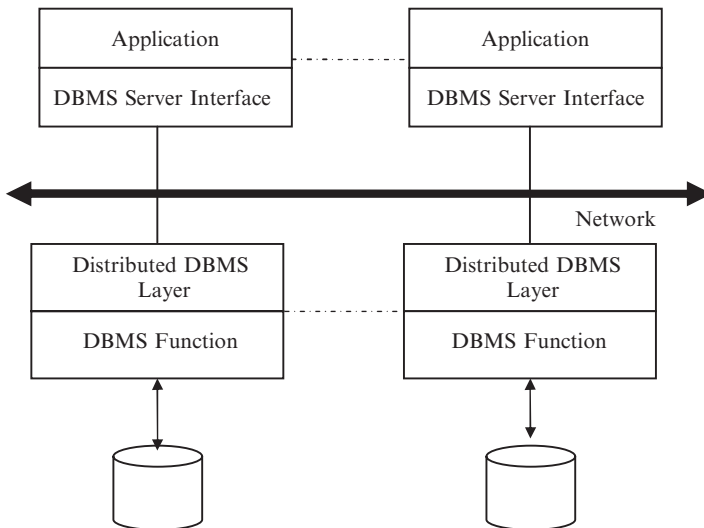 Application
Application
DBMS Server Interface
DBMS Server Interface
Network
Distributed DBMS
Layer
Distributed DBMS
Layer
DBMS Function
DBMS Function